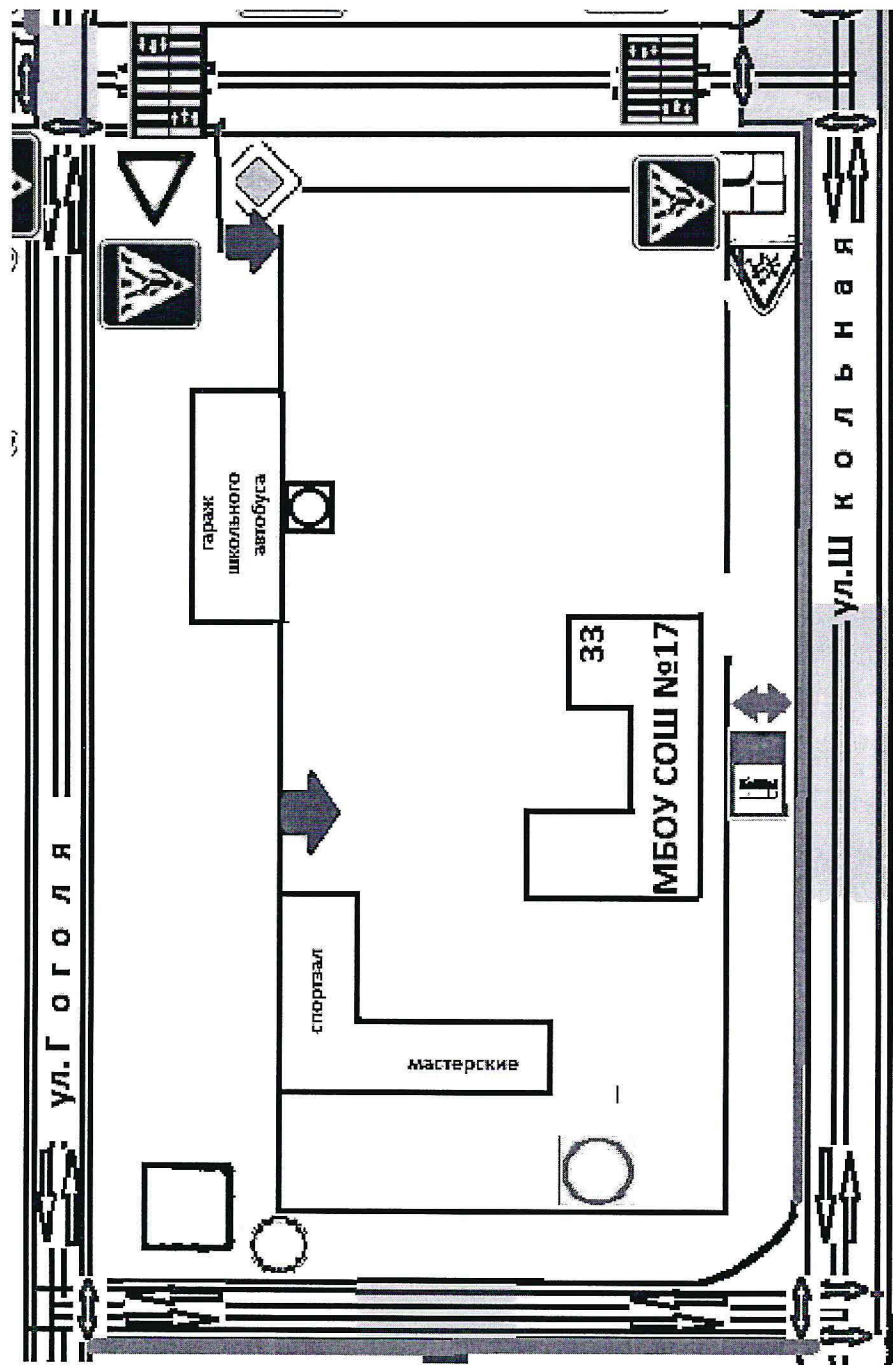 ул.Гоголя
гараж
школьного
автобуса
спортзал
мастерские
33
МБОУ СОШ №17
ул.Школьная